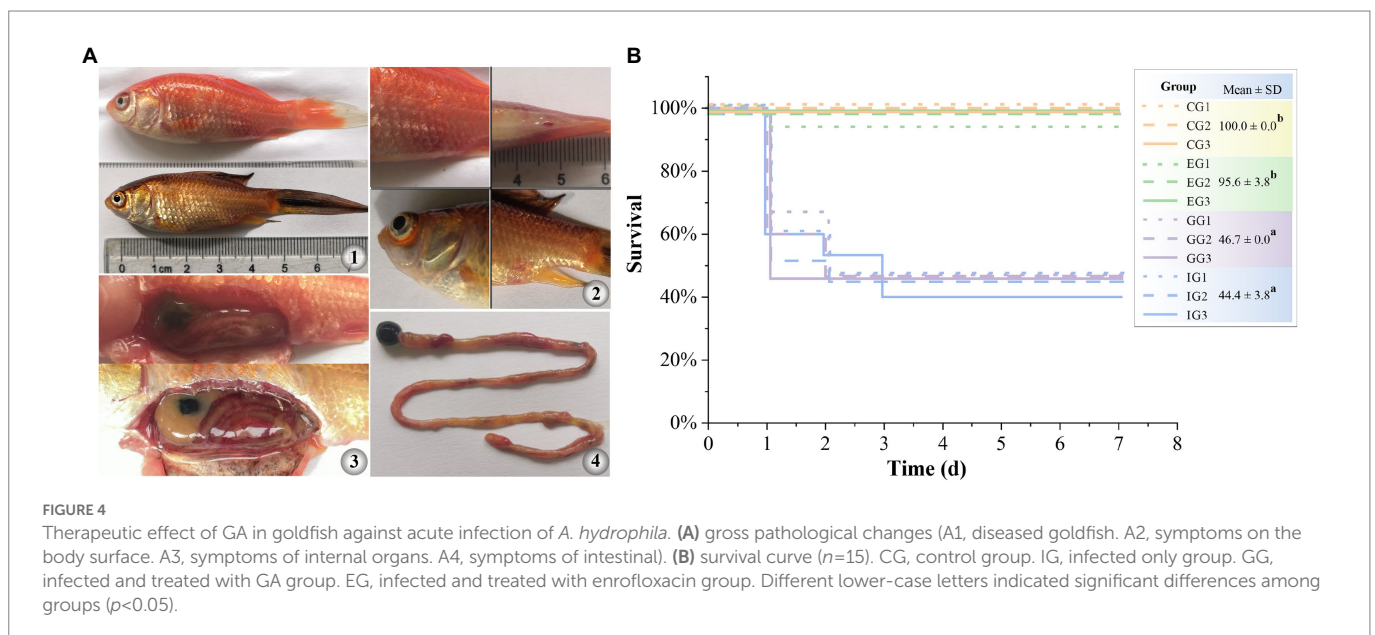 A
B
0 1cm 2 3 4 5 6
1
4 5 6
2
3
4
Survival
100%
80%
60%
40%
20%
0%
0 1 2 3 4 5 6 7 8
Time (d)
Group Mean ± SD
CG1
CG2 100.0 ± 0.0 b
CG3
EG1
EG2 95.6 ± 3.8 b
EG3
GG1
GG2 46.7 ± 0.0 a
GG3
IG1
IG2 44.4 ± 3.8 a
IG3
FIGURE 4
Therapeutic effect of GA in goldfish against acute infection of A. hydrophila. (A) gross pathological changes (A1, diseased goldfish. A2, symptoms on the
body surface. A3, symptoms of internal organs. A4, symptoms of intestinal). (B) survival curve (n=15). CG, control group. IG, infected only group. GG,
infected and treated with GA group. EG, infected and treated with enrofloxacin group. Different lower-case letters indicated significant differences among
groups (p<0.05).